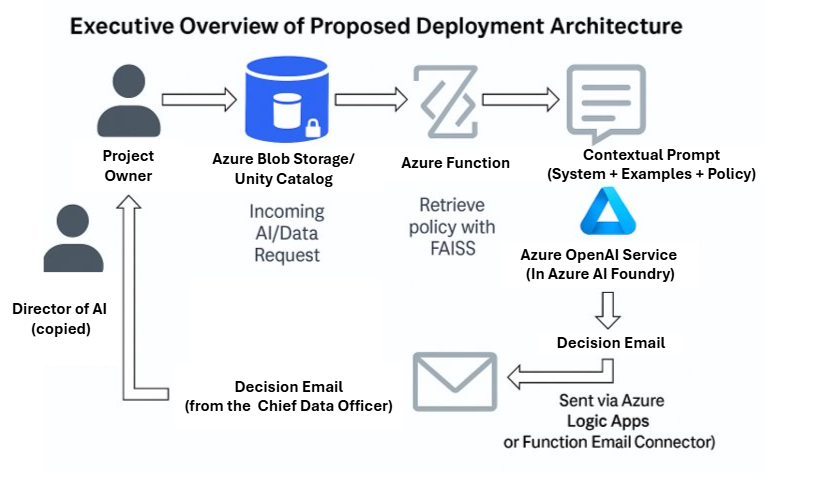 Executive Overview of Proposed Deployment Architecture
Project
Owner
Azure Blob Storage/
Unity Catalog
Incoming
AI/Data
Request
Azure Function
Retrieve
policy with
FAISS
Contextual Prompt
(System + Examples + Policy)
Azure OpenAI Service
(In Azure AI Foundry)
Decision Email
Sent via Azure
Logic Apps
or Function Email Connector)
Decision Email
(from the Chief Data Officer)
Director of AI
(copied)